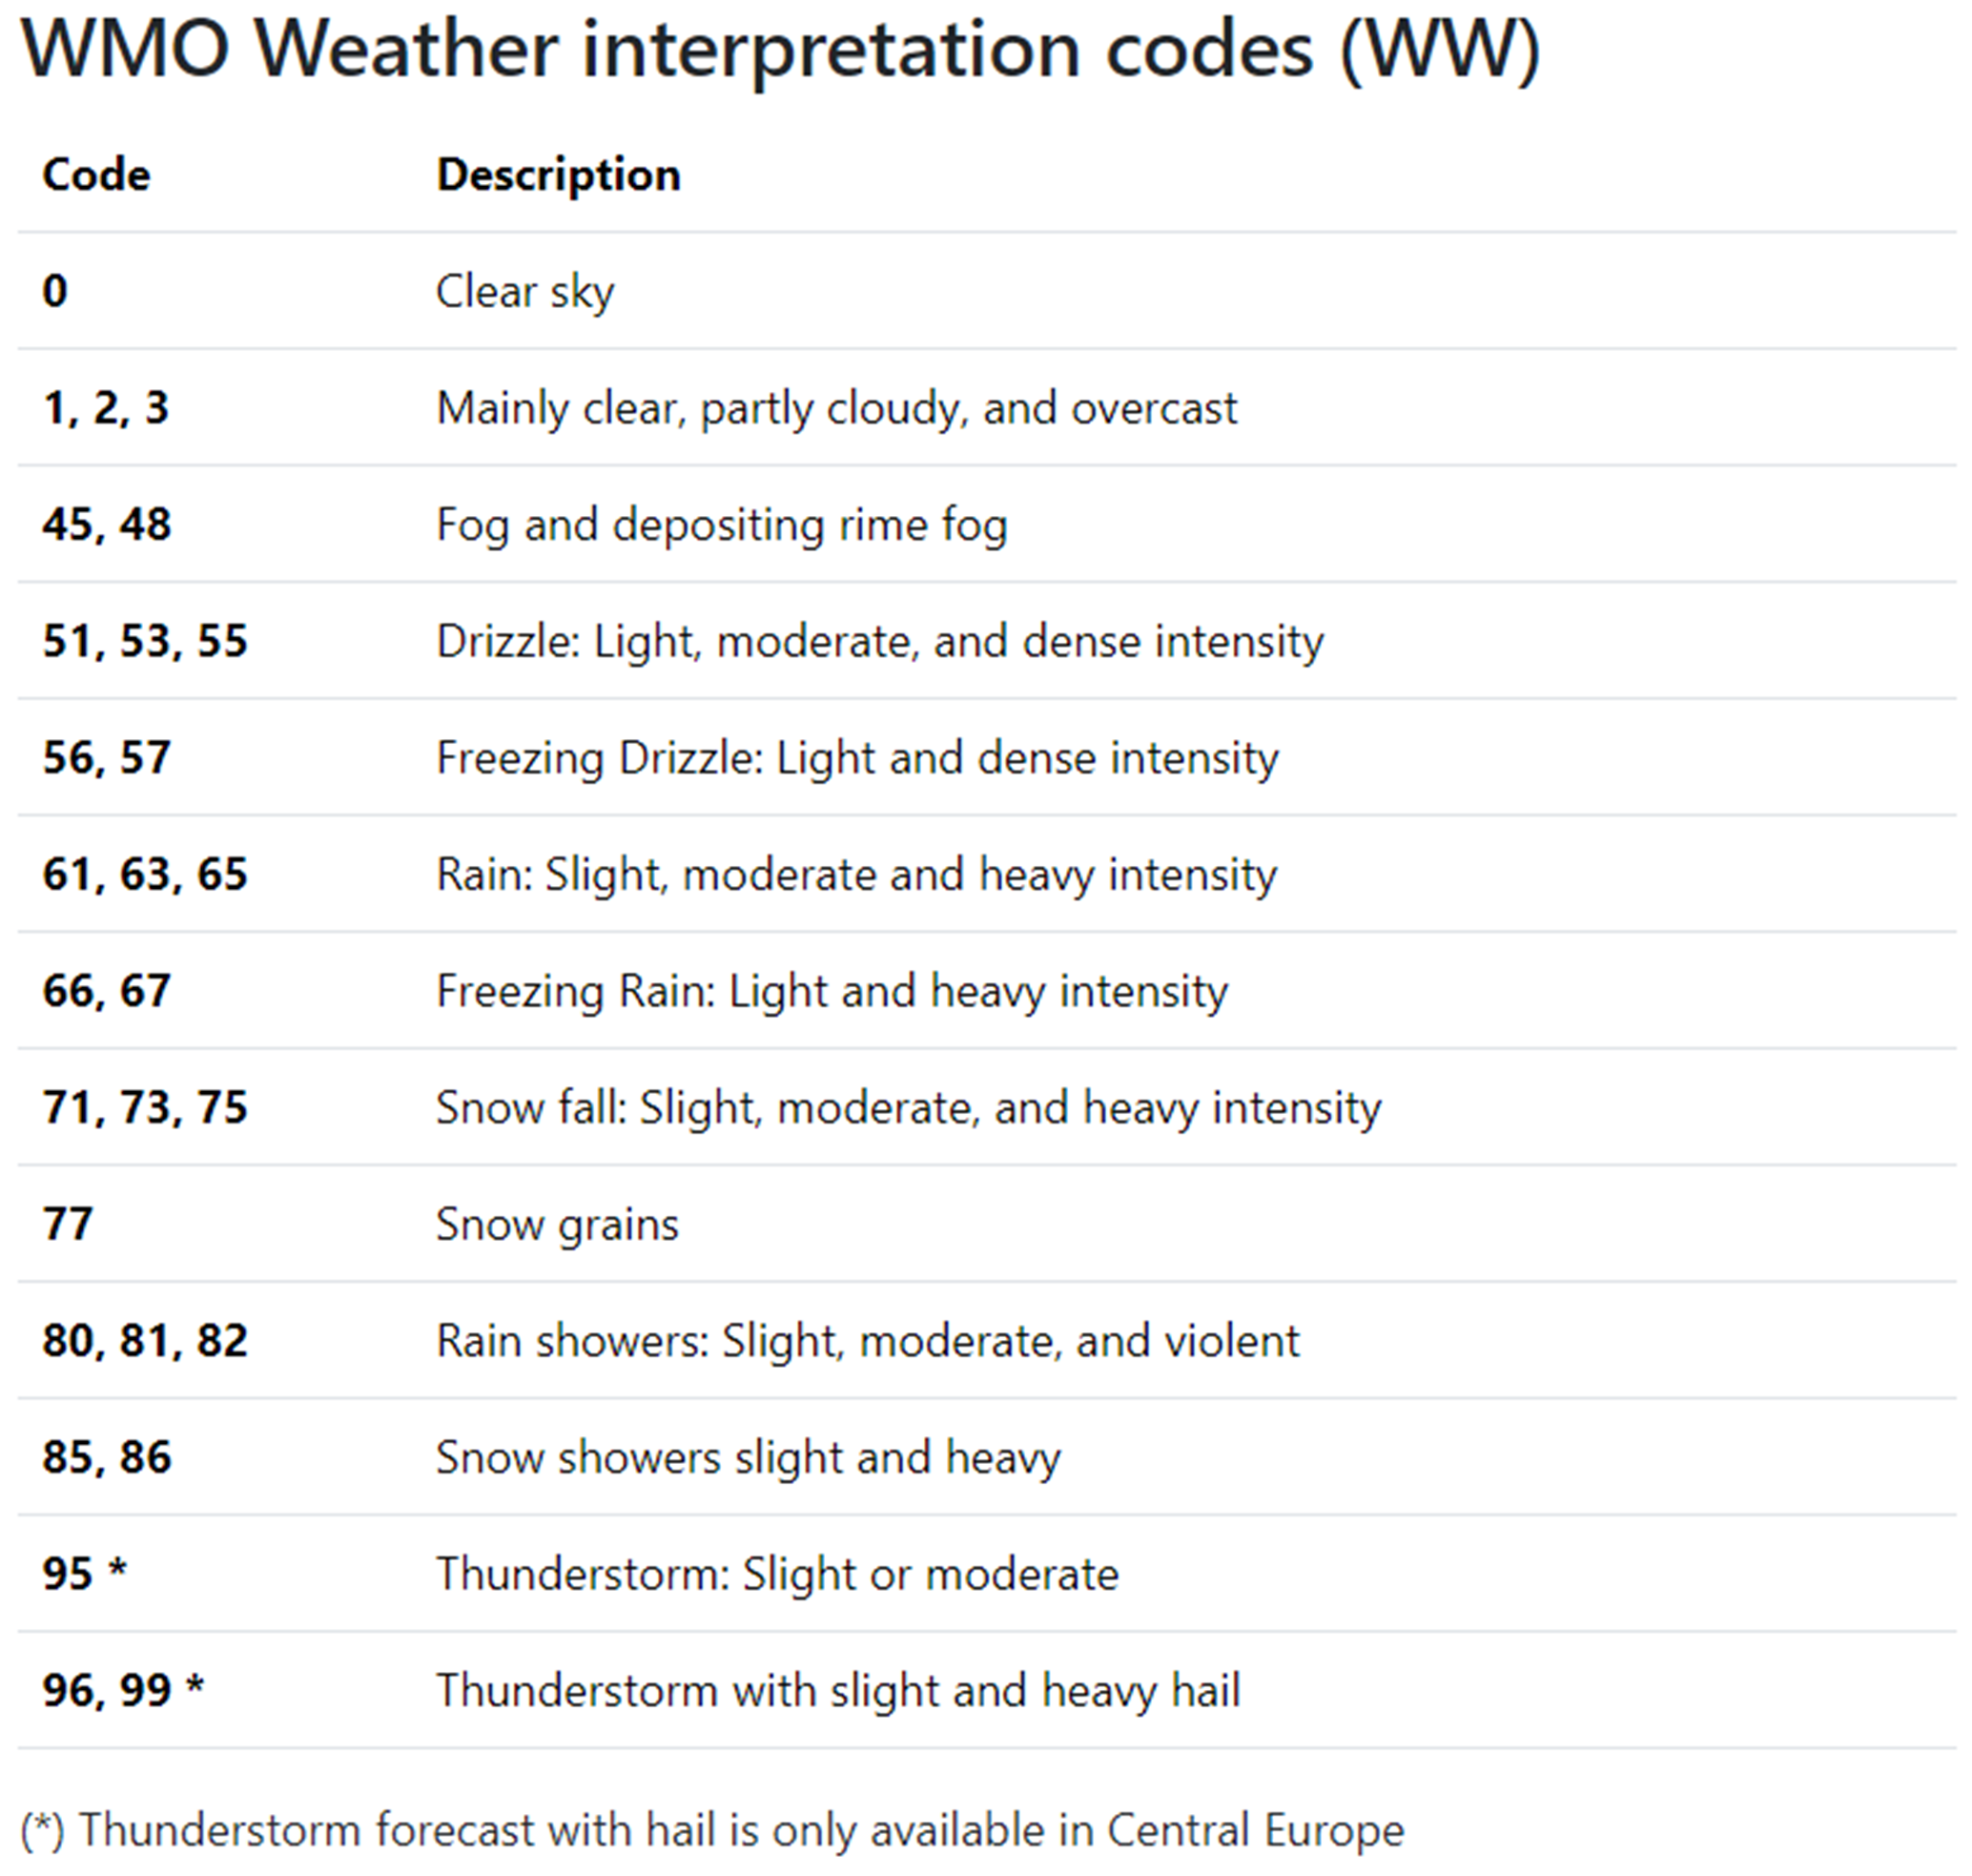 WMO Weather interpretation codes (WW)
Code Description
0 Clear sky
1, 2, 3 Mainly clear, partly cloudy, and overcast
45, 48 Fog and depositing rime fog
51, 53, 55 Drizzle: Light, moderate, and dense intensity
56, 57 Freezing Drizzle: Light and dense intensity
61, 63, 65 Rain: Slight, moderate and heavy intensity
66, 67 Freezing Rain: Light and heavy intensity
71, 73, 75 Snow fall: Slight, moderate, and heavy intensity
77 Snow grains
80, 81, 82 Rain showers: Slight, moderate, and violent
85, 86 Snow showers slight and heavy
95 * Thunderstorm: Slight or moderate
96, 99 * Thunderstorm with slight and heavy hail
(*) Thunderstorm forecast with hail is only available in Central Europe